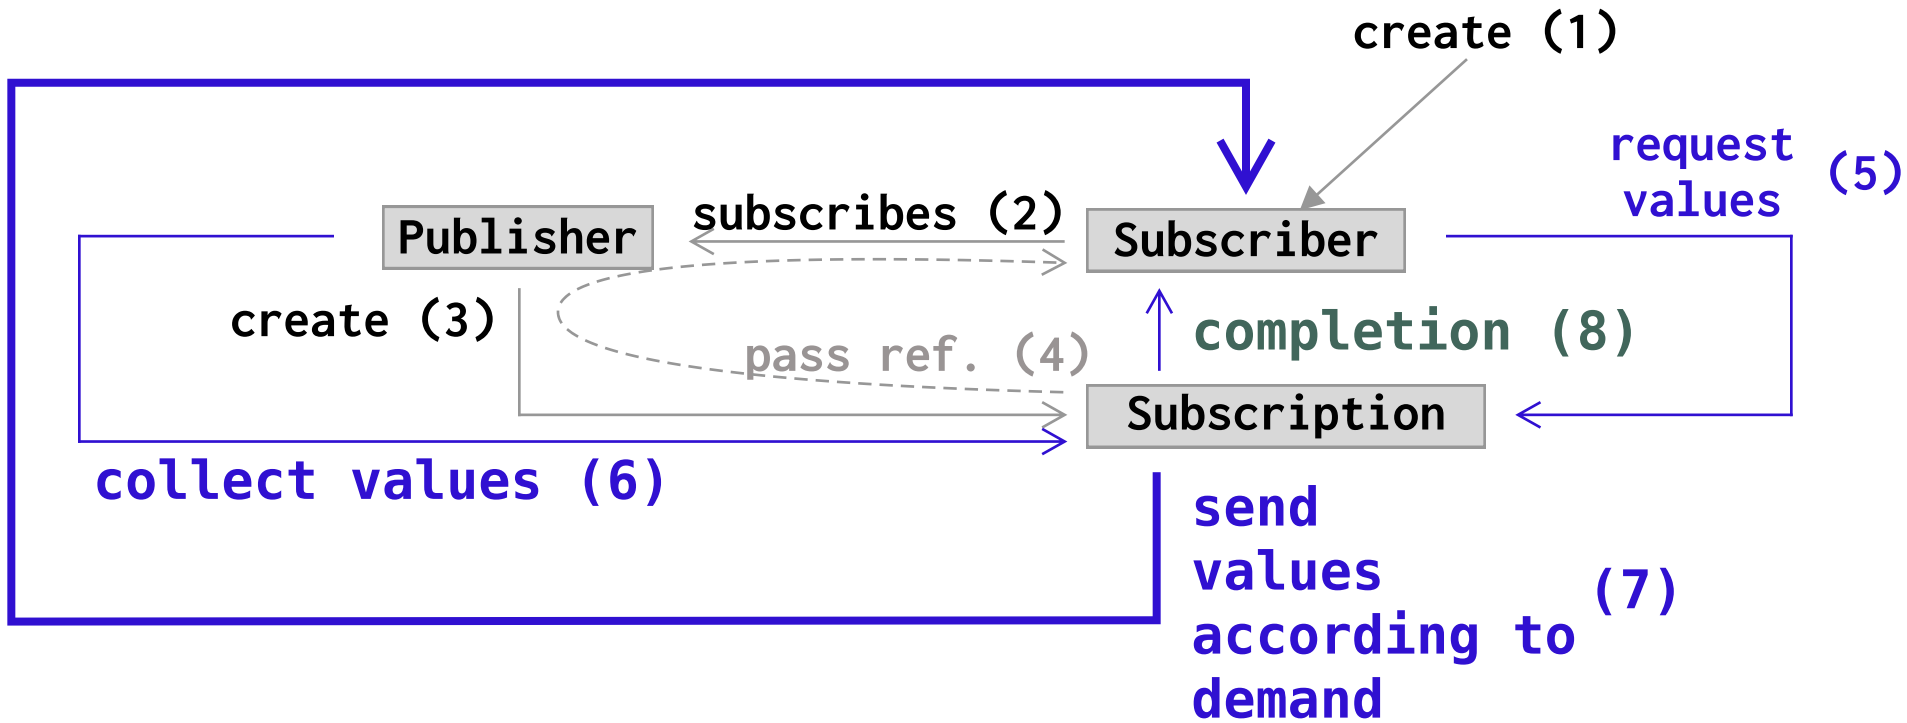 create (1)
request
values
(5)
subscribes (2)
Publisher
Subscriber
create (3)
completion (8)
pass ref. (4)
Subscription
collect values (6)
send
values
according to
demand
(7)